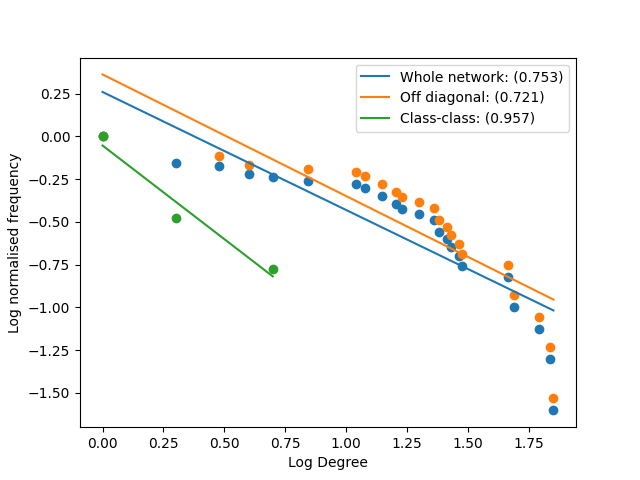 Whole network: (0.753)
Off diagonal: (0.721)
Class-class: (0.957)
0.25
0.00
−0.25
−0.50
−0.75
−1.00
−1.25
−1.50
Log normalised frequency
0.00 0.25 0.50 0.75 1.00 1.25 1.50 1.75
Log Degree